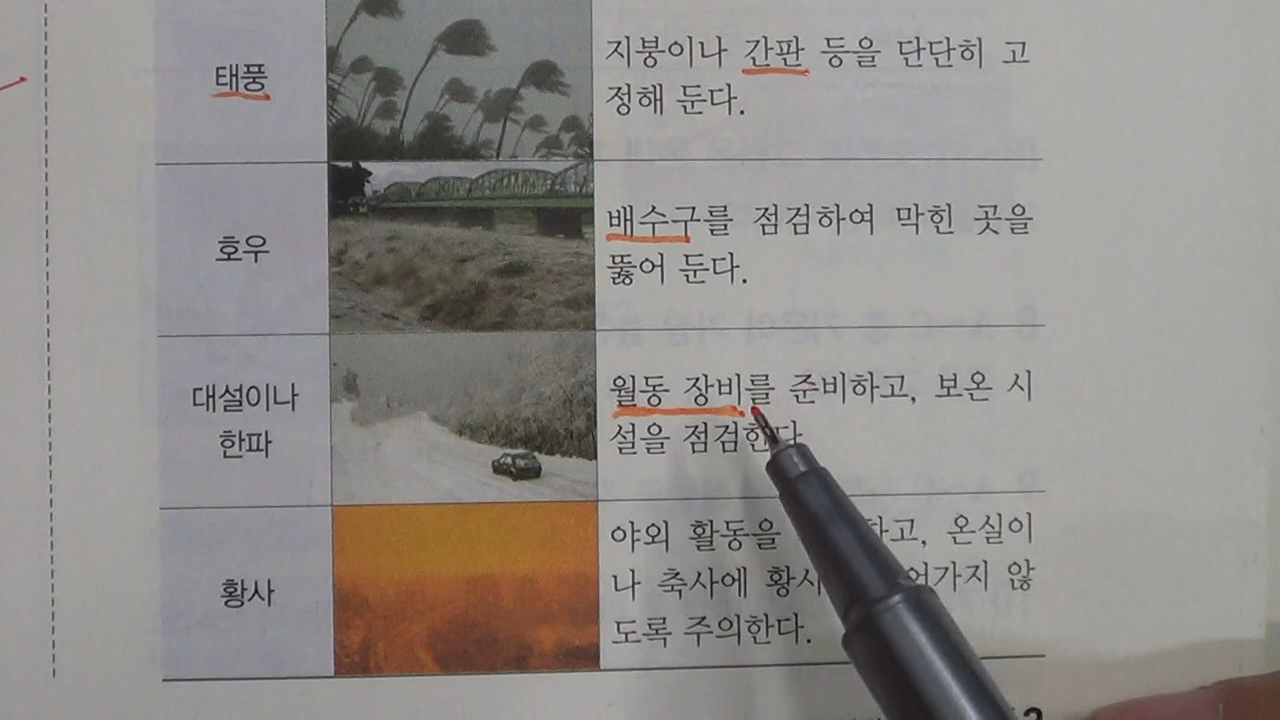 태풍
지붕이나 간판 등을 단단히 고
정해 둔다.
호우
배수구를 점검하여 막힌 곳을
뚫어 둔다.
대설이나
한파
월동 장비를 준비하고, 보온 시
설을 점검한다.
황사
야외 활동을 하고, 온실이
나 축사에 않
도록 주의한다.